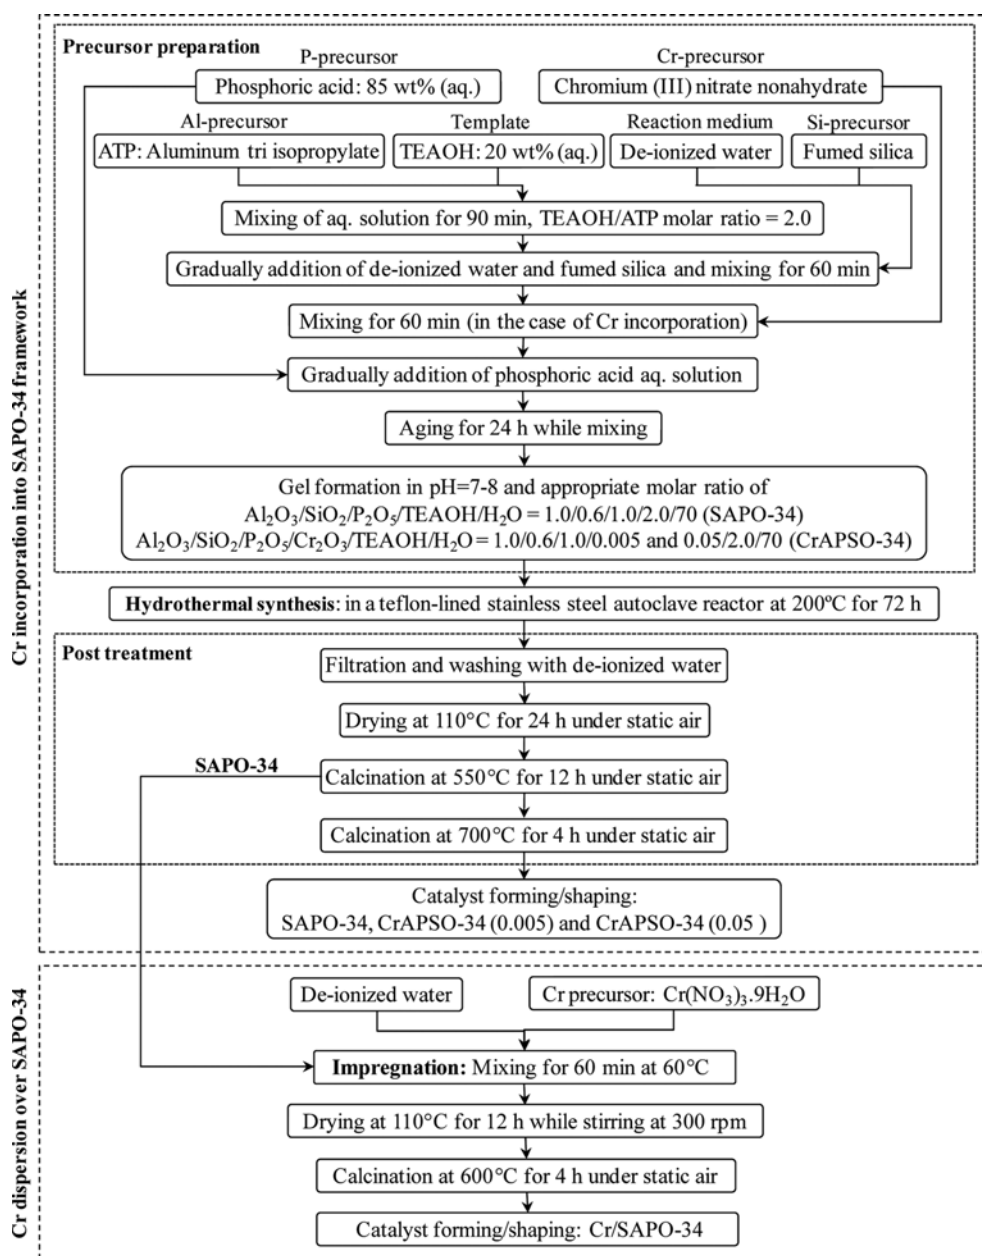 Cr incorporation into SAPO-34 framework
Precursor preparation
P-precursor
Phosphoric acid: 85 wt% (aq.)
Cr-precursor
Chromium (III) nitrate nonahydrate
Al-precursor
ATP: Aluminum tri isopropylate
Template
TEAOH: 20 wt% (aq.)
Reaction medium
De-ionized water
Si-precursor
Fumed silica
Mixing of aq. solution for 90 min, TEAOH/ATP molar ratio = 2.0
Gradually addition of de-ionized water and fumed silica and mixing for 60 min
Mixing for 60 min (in the case of Cr incorporation)
Gradually addition of phosphoric acid aq. solution
Aging for 24 h while mixing
Gel formation in pH=7-8 and appropriate molar ratio of
Al₂O₃/SiO₂/P₂O₅/TEAOH/H₂O = 1.0/0.6/1.0/2.0/70 (SAPO-34)
Al₂O₃/SiO₂/P₂O₅/Cr₂O₃/TEAOH/H₂O = 1.0/0.6/1.0/0.005 and 0.05/2.0/70 (CrAPSO-34)
Hydrothermal synthesis: in a teflon-lined stainless steel autoclave reactor at 200ºC for 72 h
Post treatment
Filtration and washing with de-ionized water
Drying at 110°C for 24 h under static air
SAPO-34
Calcination at 550°C for 12 h under static air
Calcination at 700°C for 4 h under static air
Catalyst forming/shaping:
SAPO-34, CrAPSO-34 (0.005) and CrAPSO-34 (0.05 )
Cr dispersion over SAPO-34
De-ionized water
Cr precursor: Cr(NO₃)₃.9H₂O
Impregnation: Mixing for 60 min at 60°C
Drying at 110°C for 12 h while stirring at 300 rpm
Calcination at 600°C for 4 h under static air
Catalyst forming/shaping: Cr/SAPO-34